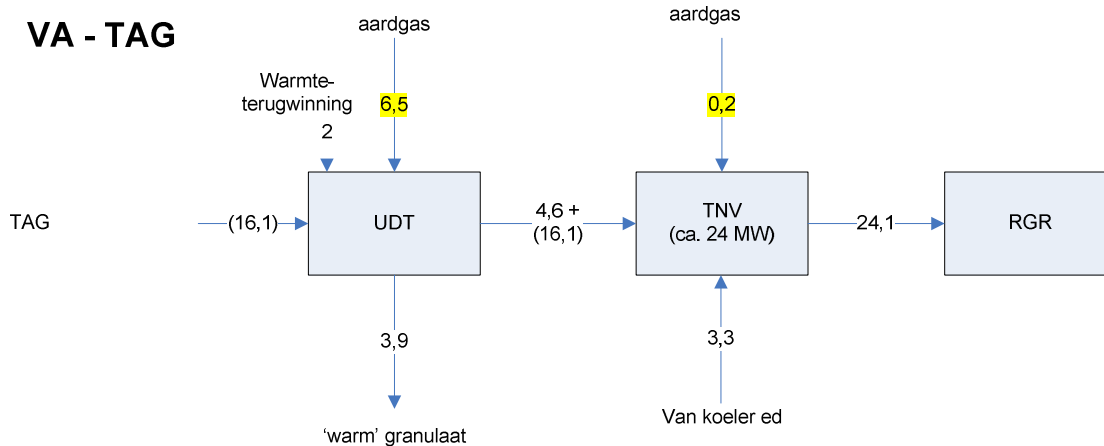 VA - TAG
aardgas
aardgas
Warmte-
terugwinning
2
6,5
0,2
TAG
(16,1)
UDT
4,6 +
(16,1)
TNV
(ca. 24 MW)
24,1
RGR
3,9
3,3
'warm' granulaat
Van koeler ed